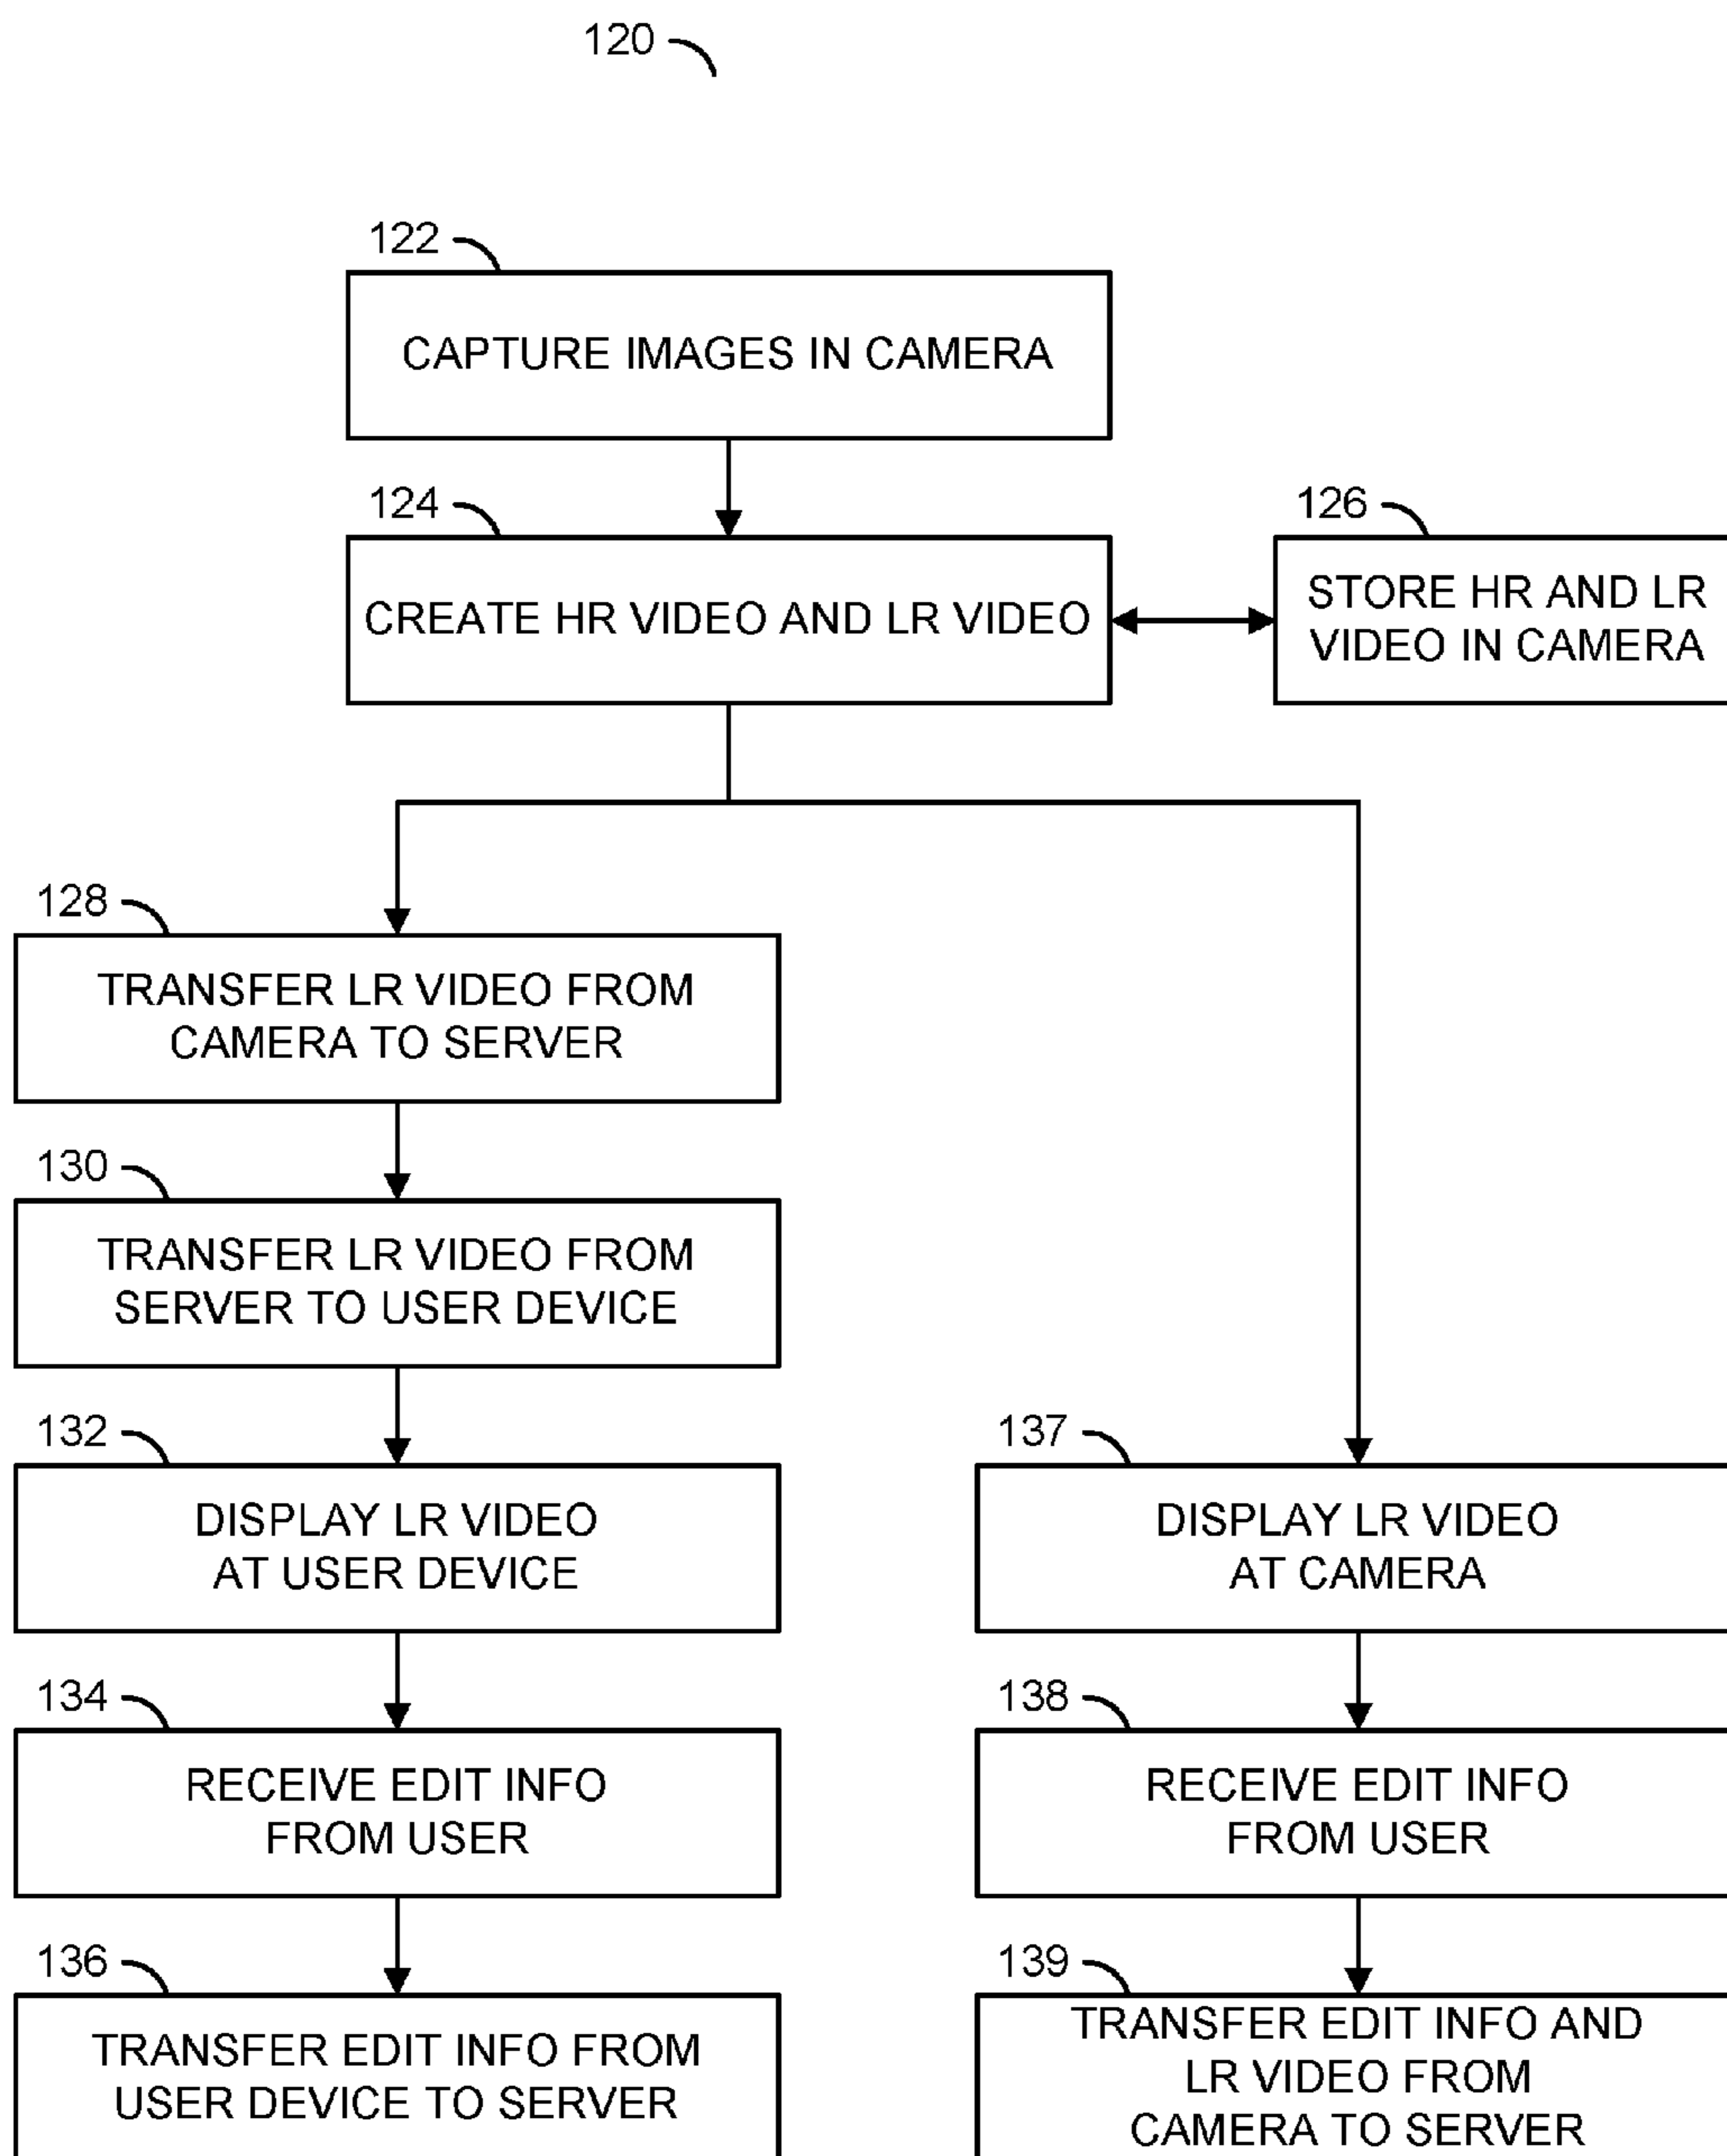 120
122
CAPTURE IMAGES IN CAMERA
124
CREATE HR VIDEO AND LR VIDEO
126
STORE HR AND LR
VIDEO IN CAMERA
128
TRANSFER LR VIDEO FROM
CAMERA TO SERVER
130
TRANSFER LR VIDEO FROM
SERVER TO USER DEVICE
132
DISPLAY LR VIDEO
AT USER DEVICE
134
RECEIVE EDIT INFO
FROM USER
136
TRANSFER EDIT INFO FROM
USER DEVICE TO SERVER
137
DISPLAY LR VIDEO
AT CAMERA
138
RECEIVE EDIT INFO
FROM USER
139
TRANSFER EDIT INFO AND
LR VIDEO FROM
CAMERA TO SERVER